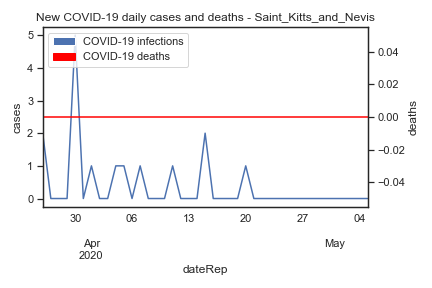 New COVID-19 daily cases and deaths - Saint_Kitts_and_Nevis
COVID-19 infections
COVID-19 deaths
5
4
3
2
1
0
cases
0.04
0.02
0.00
−0.02
−0.04
deaths
30
06
13
20
27
04
Apr
2020
May
dateRep